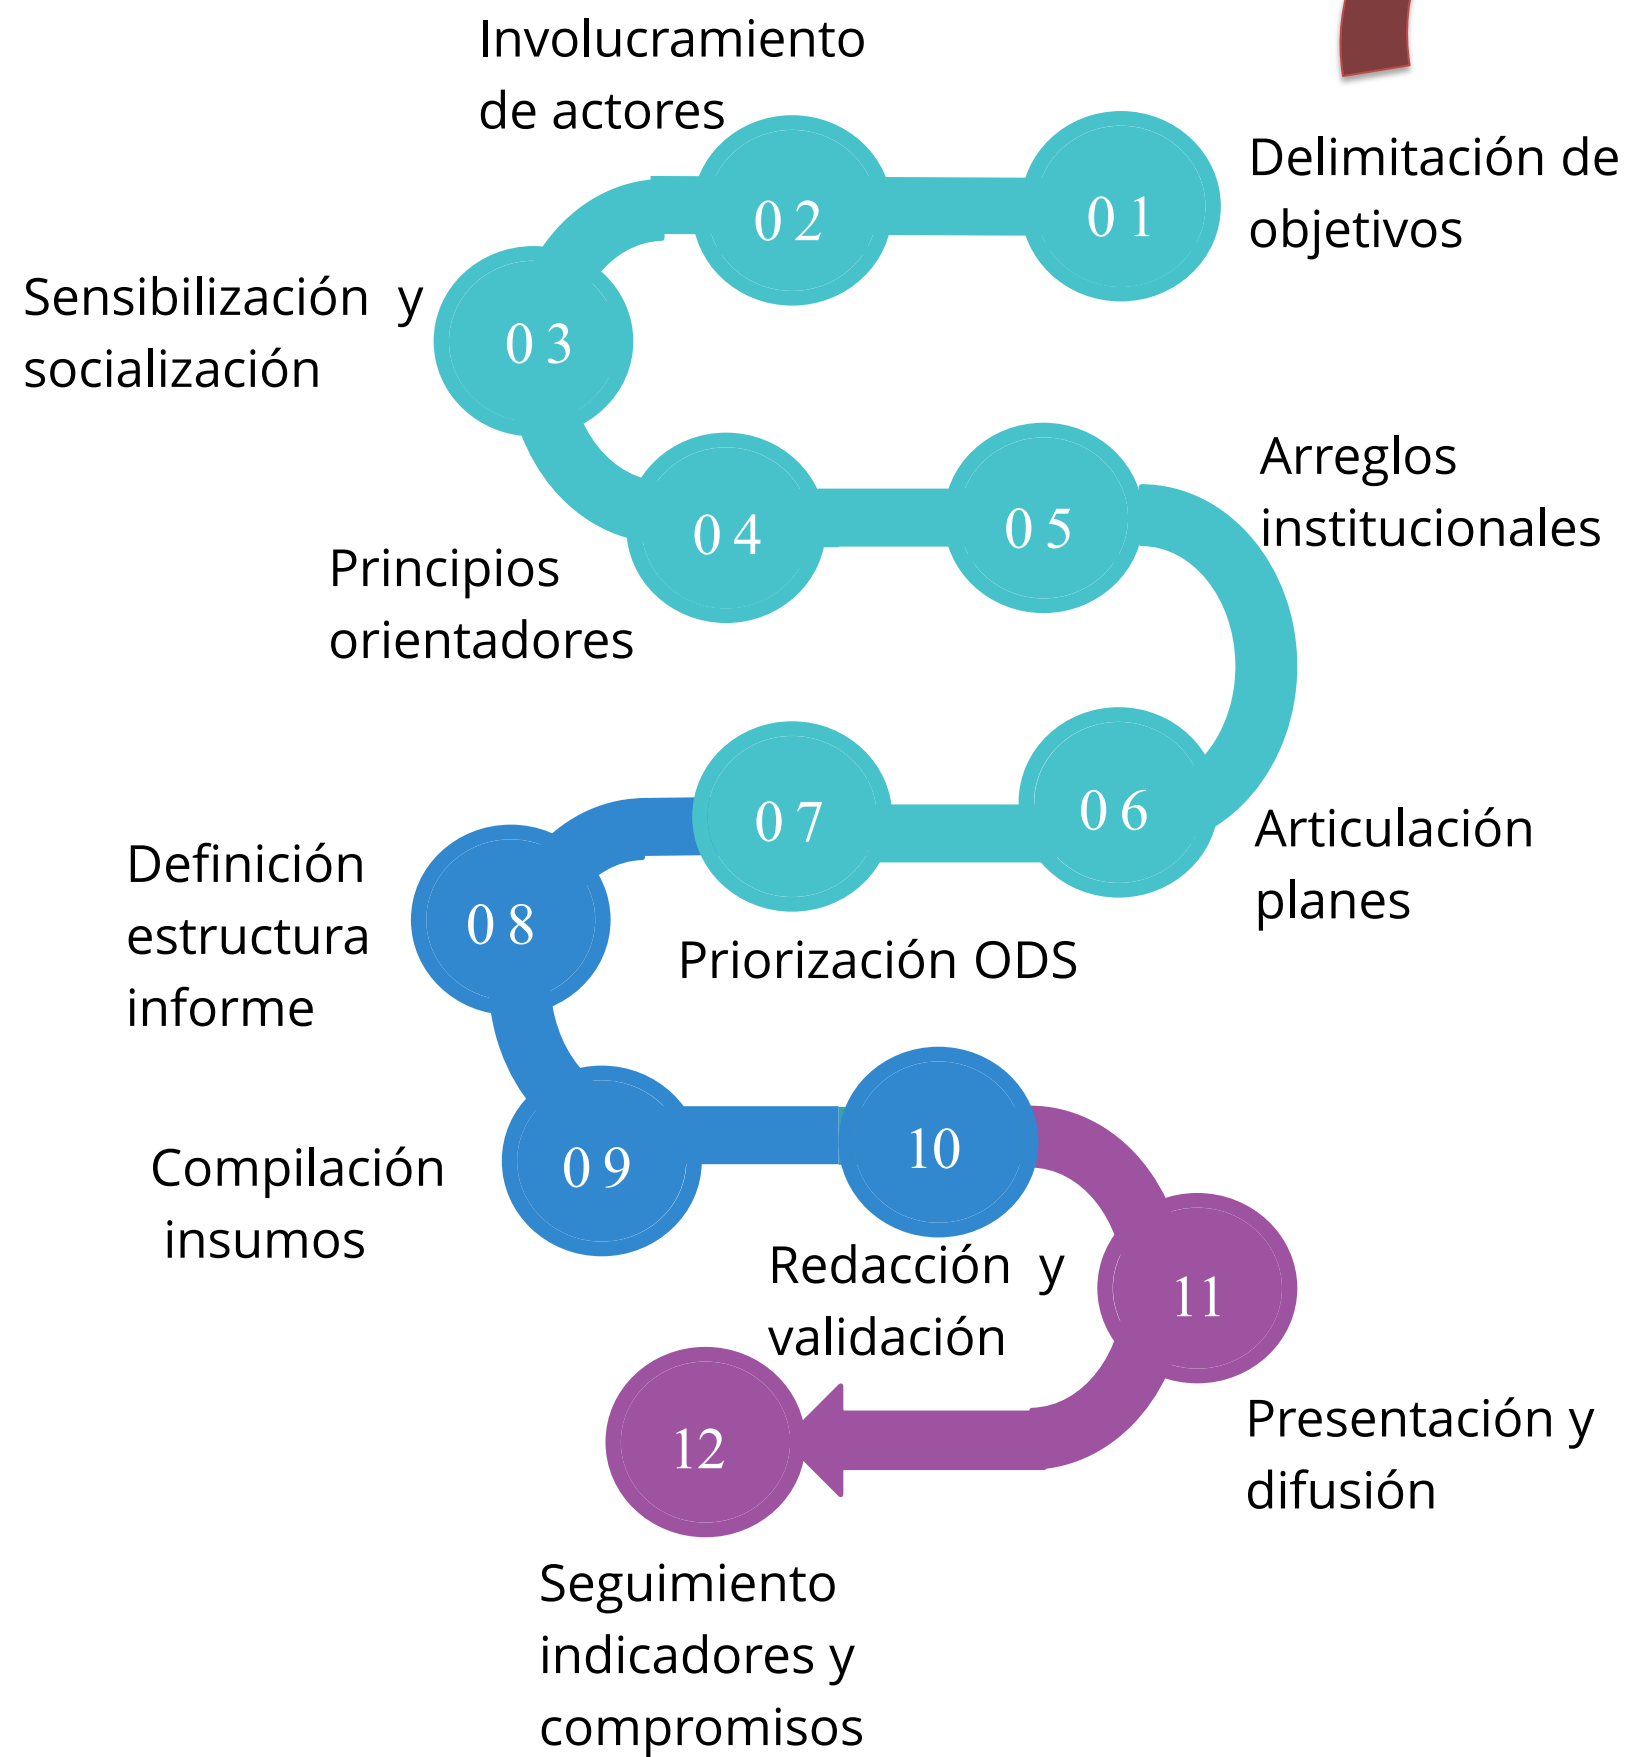 01
Delimitación de
objetivos
02
Involucramiento
de actores
03
Sensibilización y
socialización
04
Principios
orientadores
05
Arreglos
institucionales
06
Articulación
planes
07
Priorización ODS
08
Definición
estructura
informe
09
Compilación
insumos
10
Redacción y
validación
11
Presentación y
difusión
12
Seguimiento
indicadores y
compromisos